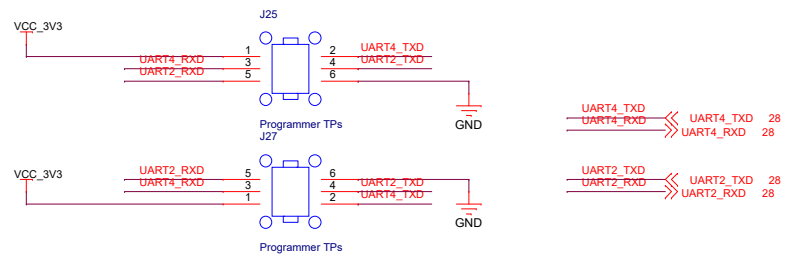 J25
VCC_3V3
1 2 UART4_TXD
UART4_RXD 3 4 UART2_TXD
UART2_RXD 5 6
GND
Programmer TPs
UART4_TXD UART4_TXD 28
UART4_RXD UART4_RXD 28
J27
VCC_3V3
UART2_RXD 5 6
UART4_RXD 3 4 UART2_TXD
1 2 UART4_TXD
GND
Programmer TPs
UART2_TXD UART2_TXD 28
UART2_RXD UART2_RXD 28